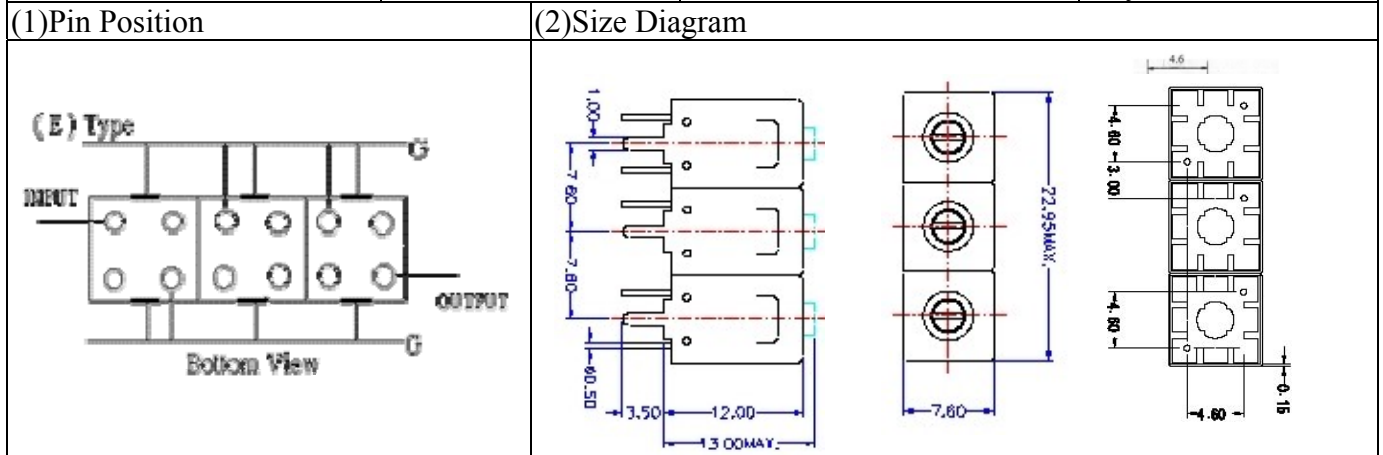 (1)Pin Position
(2)Size Diagram
( E ) Type
G
INPUT
OUTPUT
G
Bottom View
1.00
7.60
7.60
ø0.50
3.50
12.00
13.00MAX.
22.95MAX.
7.60
4.6
4.60
3.00
4.60
4.60
0.15